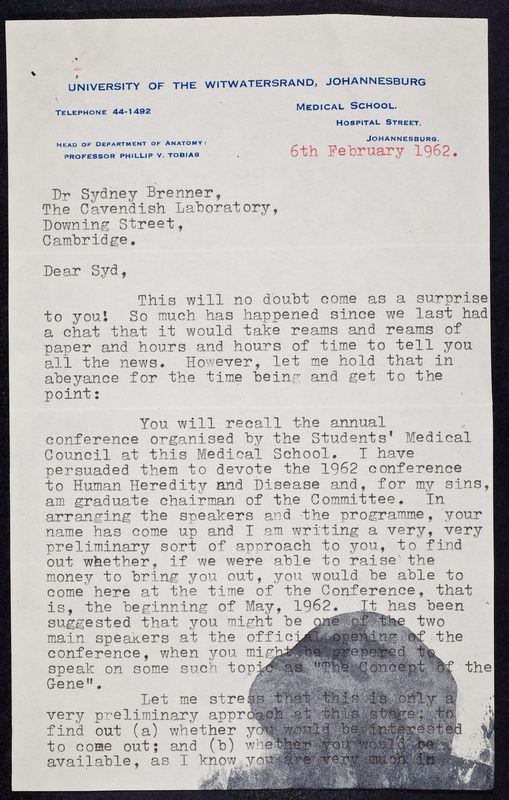 UNIVERSITY OF THE WITWATERSRAND, JOHANNESBURG
TELEPHONE 44-1492
MEDICAL SCHOOL,
HOSPITAL STREET,
JOHANNESBURG.
HEAD OF DEPARTMENT OF ANATOMY:
PROFESSOR PHILLIP V. TOBIAS
6th February 1962.
Dr Sydney Brenner,
The Cavendish Laboratory,
Downing Street,
Cambridge.
Dear Syd,
This will no doubt come as a surprise
to you! So much has happened since we last had
a chat that it would take reams and reams of
paper and hours and hours of time to tell you
all the news. However, let me hold that in
abeyance for the time being and get to the
point:
You will recall the annual
conference organised by the Students' Medical
Council at this Medical School. I have
persuaded them to devote the 1962 conference
to Human Heredity and Disease and, for my sins,
am graduate chairman of the Committee. In
arranging the speakers and the programme, your
name has come up and I am writing a very, very
preliminary sort of approach to you, to find
out whether, if we were able to raise the
money to bring you out, you would be able to
come here at the time of the Conference, that
is, the beginning of May, 1962. It has been
suggested that you might be one of the two
main speakers at the official opening of the
conference, when you might be prepared to
speak on some such topic as "The Concept of the
Gene".
Let me stress that this is only a
very preliminary approach at this stage: to
find out (a) whether you would be interested
to come out; and (b) whether you would be
available, as I know you are very much in